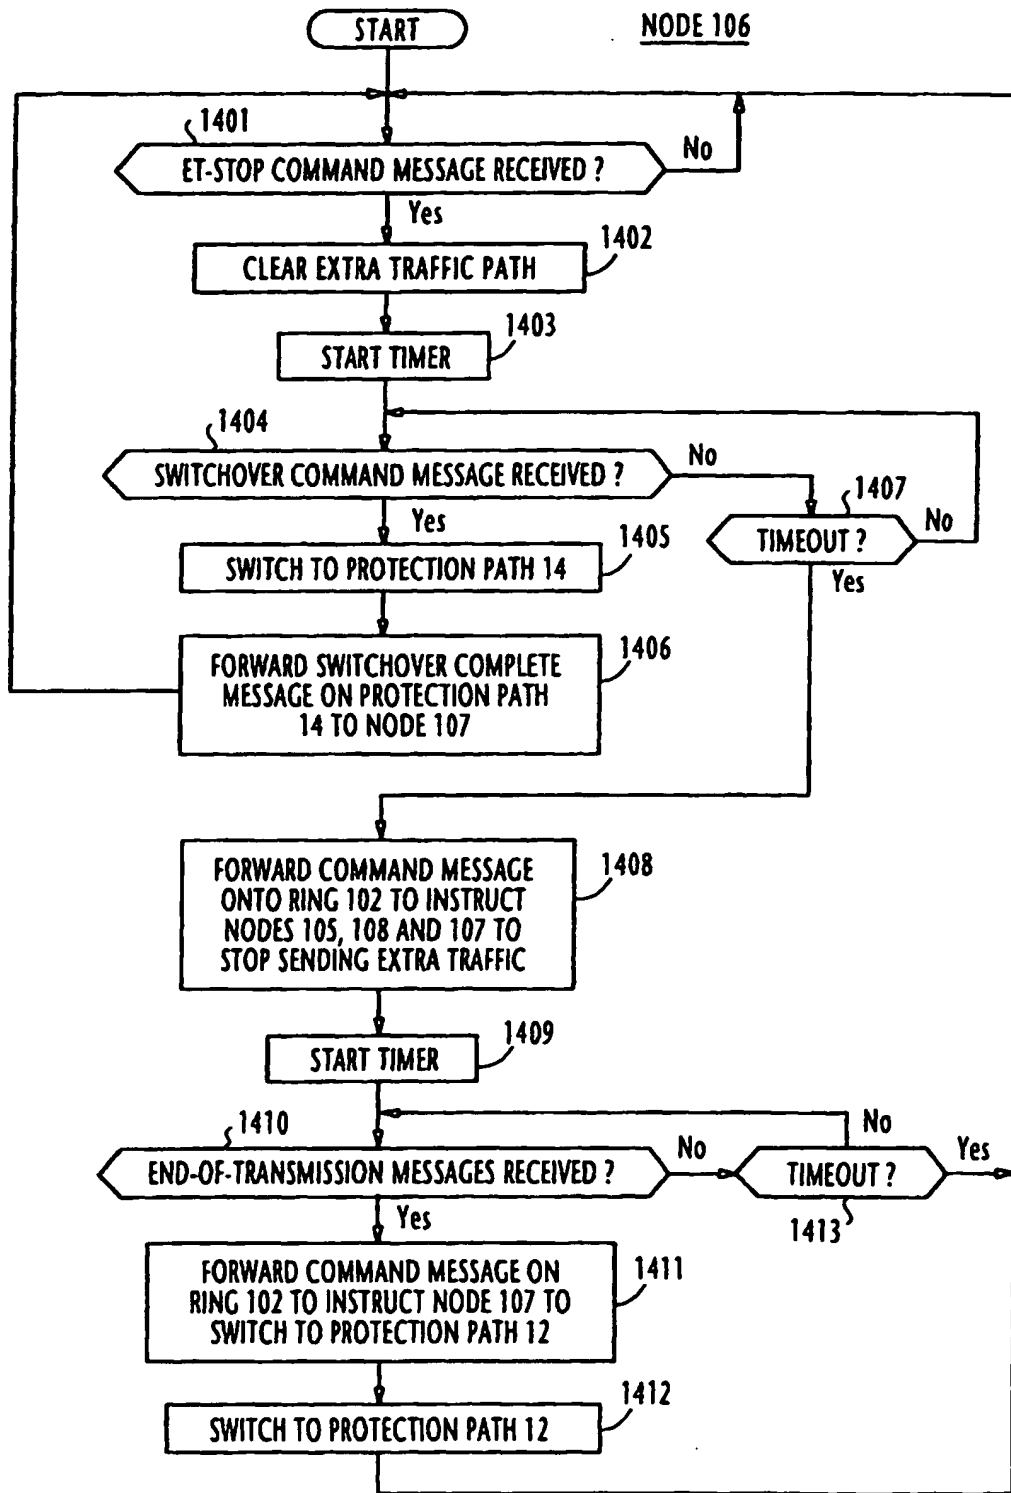 START
NODE 106
1401
ET-STOP COMMAND MESSAGE RECEIVED ?
No
Yes
1402
CLEAR EXTRA TRAFFIC PATH
1403
START TIMER
1404
SWITCHOVER COMMAND MESSAGE RECEIVED ?
No
1407
TIMEOUT ?
No
Yes
Yes
1405
SWITCH TO PROTECTION PATH 14
1406
FORWARD SWITCHOVER COMPLETE
MESSAGE ON PROTECTION PATH
14 TO NODE 107
1408
FORWARD COMMAND MESSAGE
ONTO RING 102 TO INSTRUCT
NODES 105, 108 AND 107 TO
STOP SENDING EXTRA TRAFFIC
1409
START TIMER
1410
END-OF-TRANSMISSION MESSAGES RECEIVED ?
No
No
TIMEOUT ?
Yes
1413
Yes
1411
FORWARD COMMAND MESSAGE ON
RING 102 TO INSTRUCT NODE 107 TO
SWITCH TO PROTECTION PATH 12
1412
SWITCH TO PROTECTION PATH 12